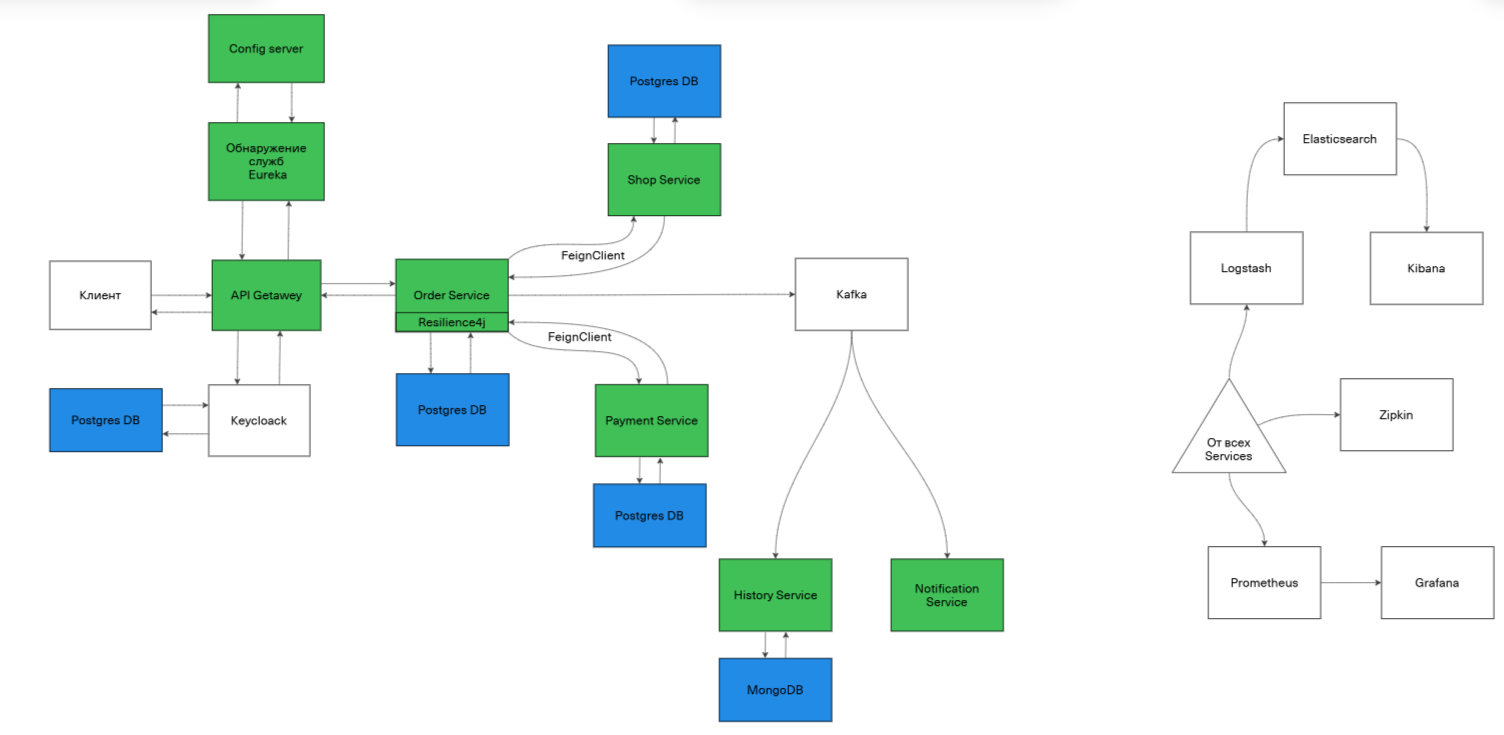 Config server
Обнаружение
служб
Eureka
Клиент
API Getawey
Postgres DB
Keycloack
Order Service
Resilience4j
Postgres DB
Postgres DB
Shop Service
FeignClient
FeignClient
Payment Service
Postgres DB
Kafka
History Service
MongoDB
Notification
Service
Elasticsearch
Logstash
Kibana
От всех
Services
Zipkin
Prometheus
Grafana